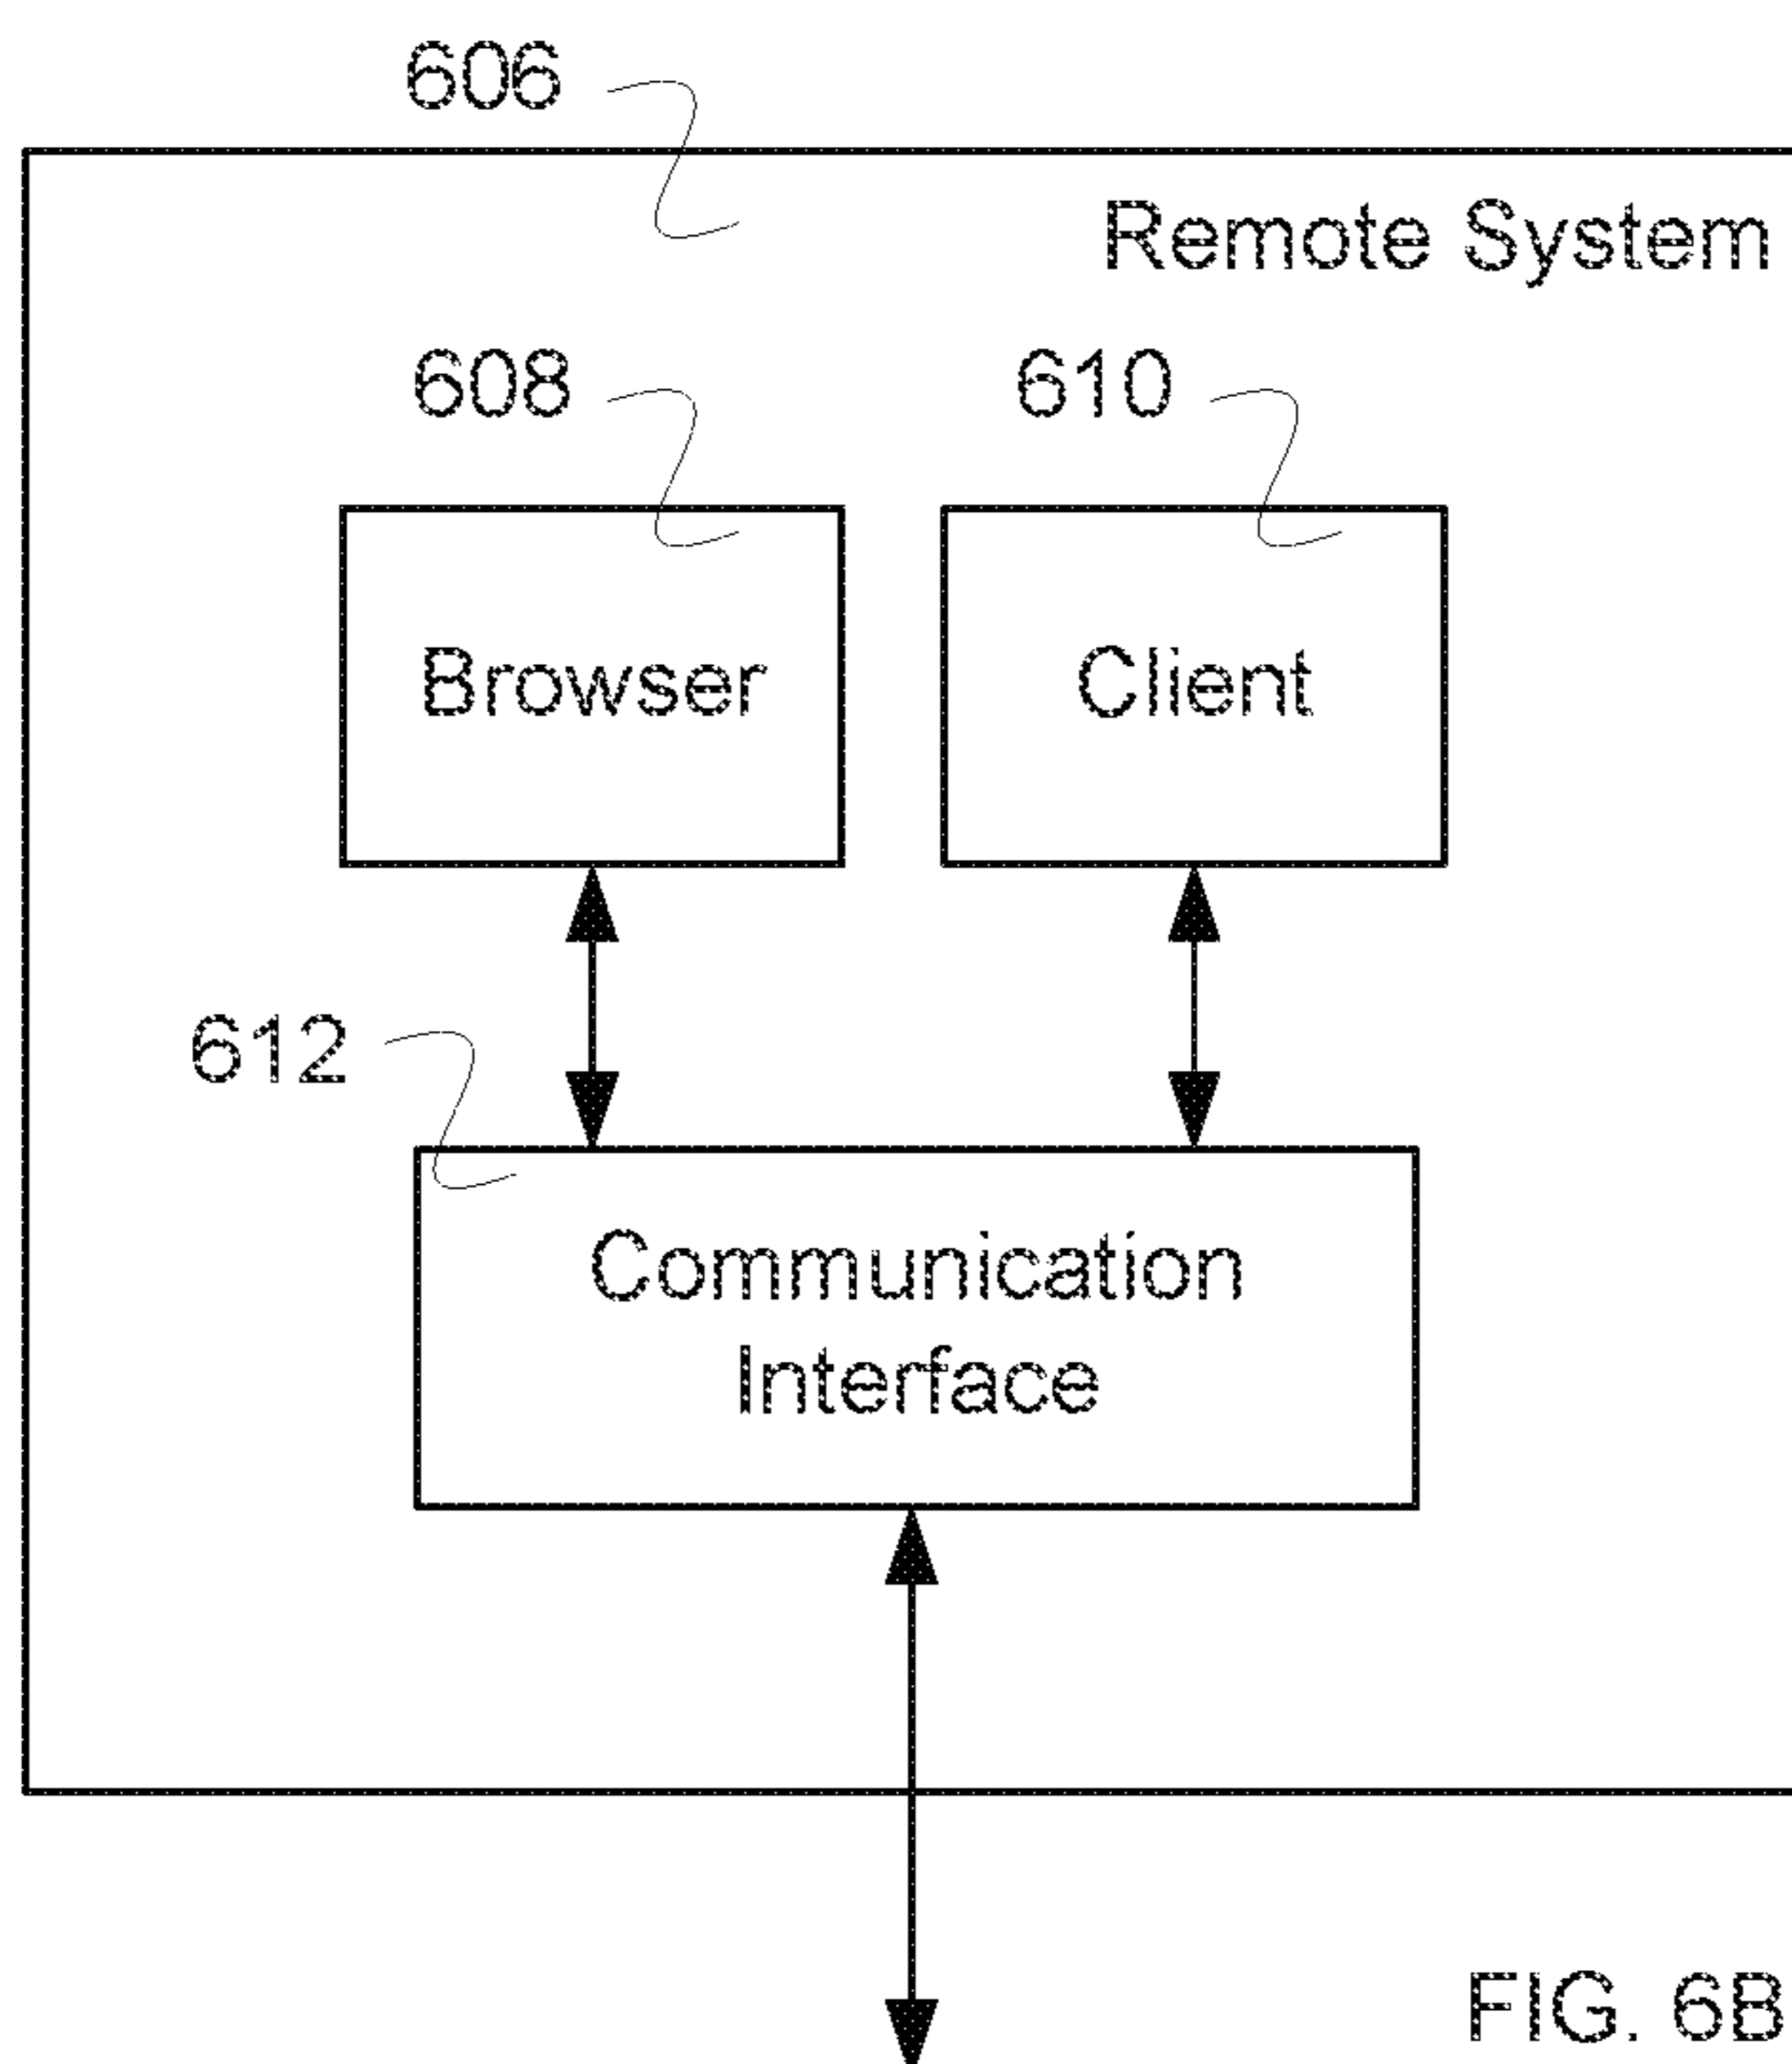 606
Remote System
608
610
Browser
Client
612
Communication
Interface
FIG. 6B